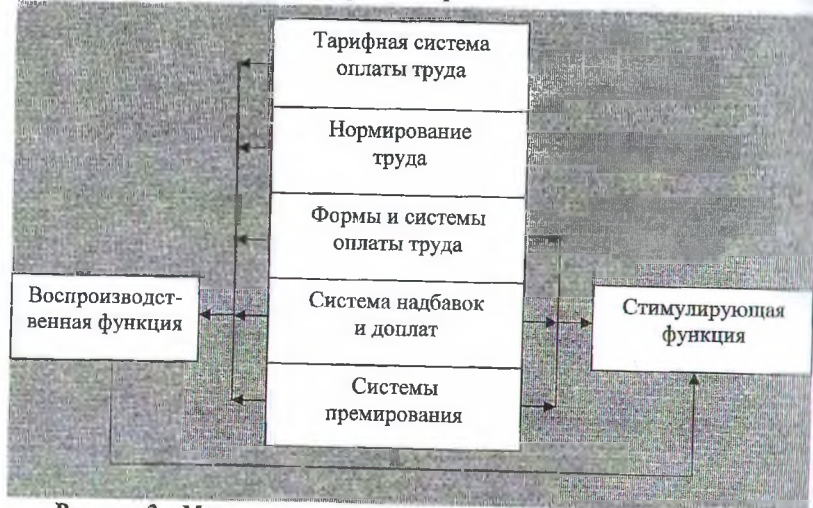 Тарифная система
оплаты труда
Нормирование
труда
Формы и системы
оплаты труда
Воспроизводст-
венная функция
Система надбавок
и доплат
Стимулирующая
функция
Системы
премирования